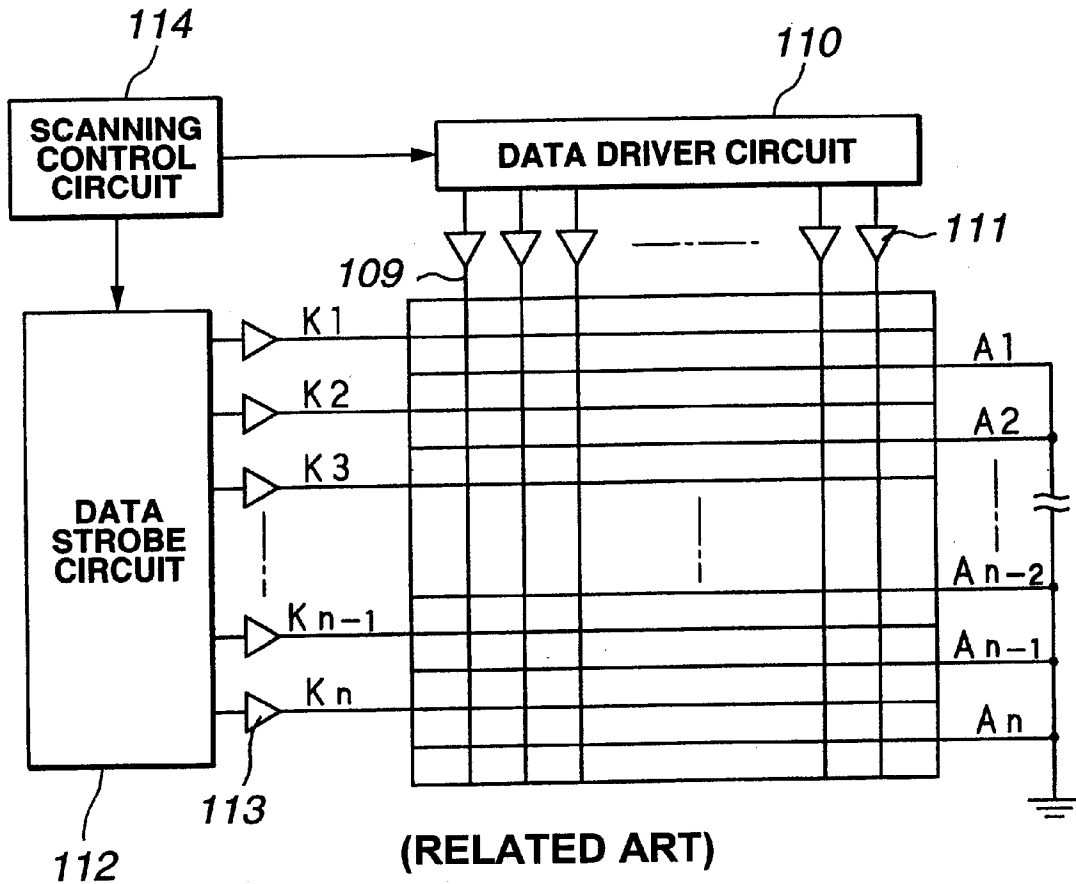 114
110
SCANNING
CONTROL
CIRCUIT
DATA DRIVER CIRCUIT
111
109
K1
A1
K2
A2
K3
DATA
STROBE
CIRCUIT
An-2
Kn-1
An-1
Kn
An
113
112
(RELATED ART)